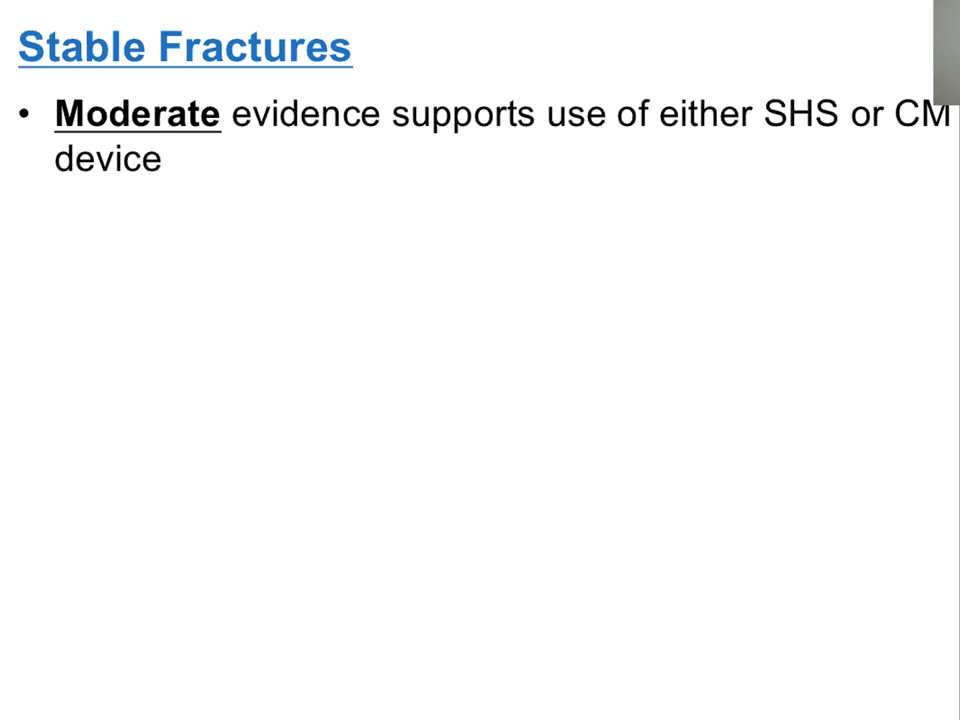 Stable Fractures
• Moderate evidence supports use of either SHS or CM
device